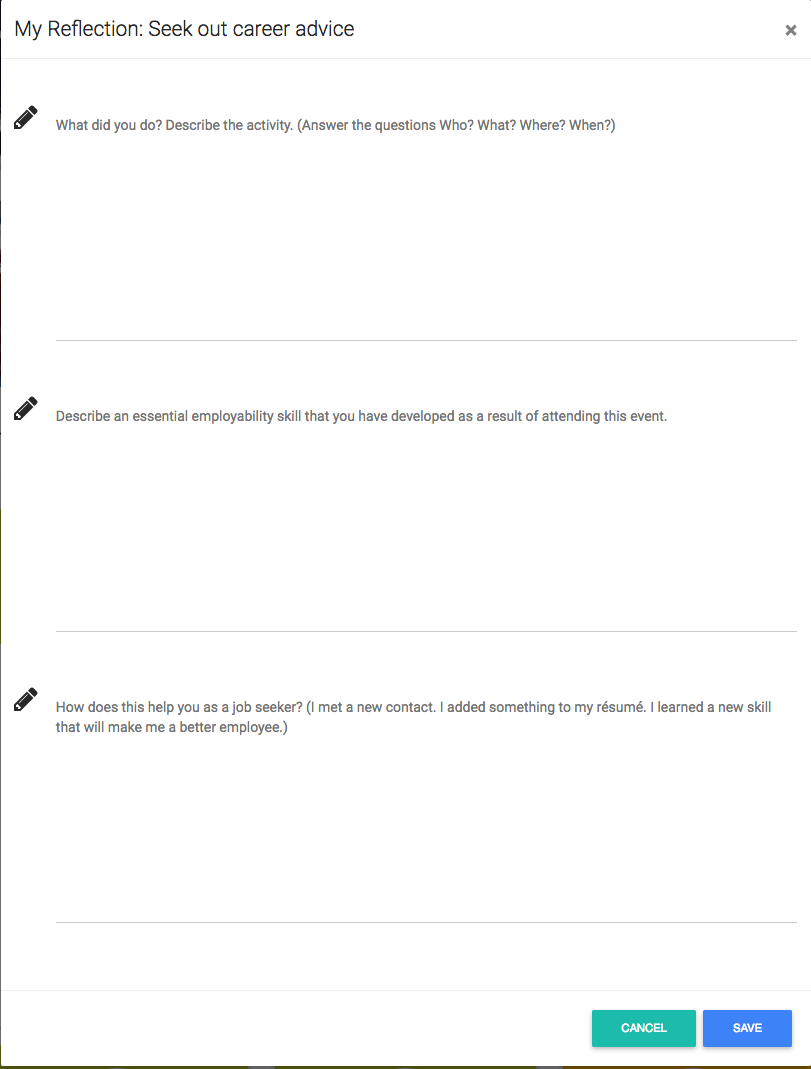 My Reflection: Seek out career advice
What did you do? Describe the activity. (Answer the questions Who? What? Where? When?)
Describe an essential employability skill that you have developed as a result of attending this event.
How does this help you as a job seeker? (I met a new contact. I added something to my résumé. I learned a new skill
that will make me a better employee.)
CANCEL SAVE